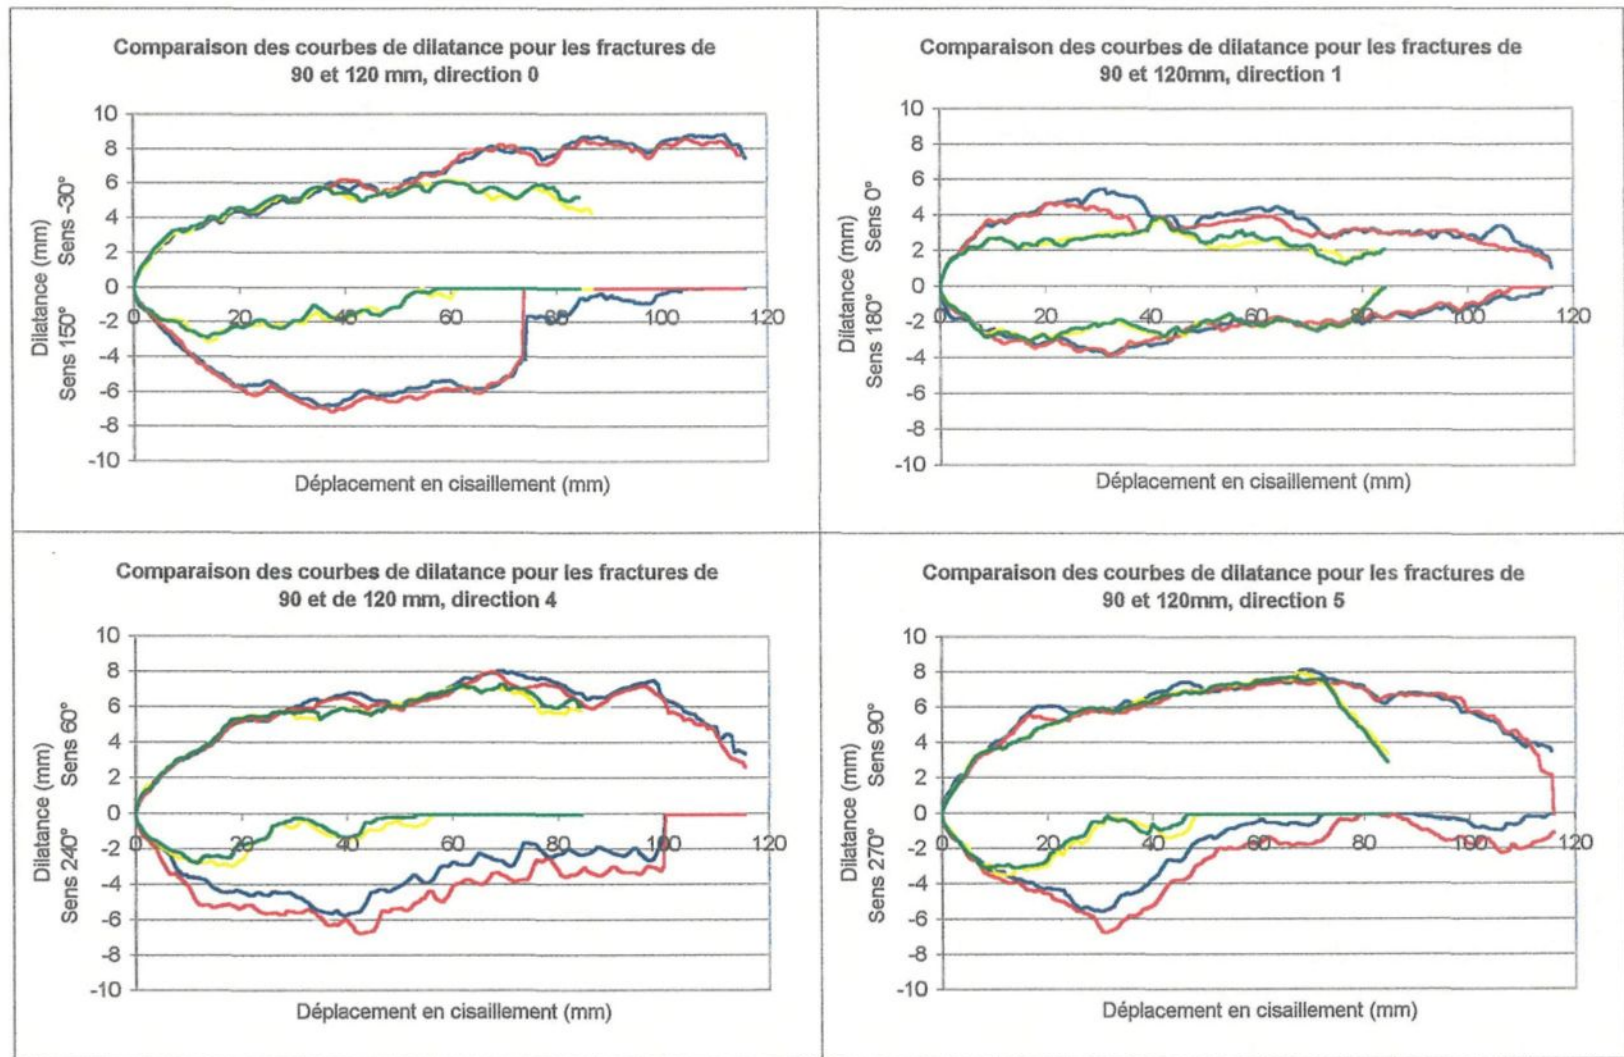 Comparaison des courbes de dilatance pour les fractures de
90 et 120 mm, direction 0
10
8
6
4
2
0
-2
-4
-6
-8
-10
Dilatance (mm)
Sens 150° Sens -30°
0 20 40 60 80 100 120
Déplacement en cisaillement (mm)
Comparaison des courbes de dilatance pour les fractures de
90 et 120mm, direction 1
10
8
6
4
2
0
-2
-4
-6
-8
-10
Dilatance (mm)
Sens 180° Sens 0°
0 20 40 60 80 100 120
Déplacement en cisaillement (mm)
Comparaison des courbes de dilatance pour les fractures de
90 et de 120 mm, direction 4
10
8
6
4
2
0
-2
-4
-6
-8
-10
Dilatance (mm)
Sens 240° Sens 60°
0 20 40 60 80 100 120
Déplacement en cisaillement (mm)
Comparaison des courbes de dilatance pour les fractures de
90 et 120mm, direction 5
10
8
6
4
2
0
-2
-4
-6
-8
-10
Dilatance (mm)
Sens 270° Sens 90°
0 20 40 60 80 100 120
Déplacement en cisaillement (mm)